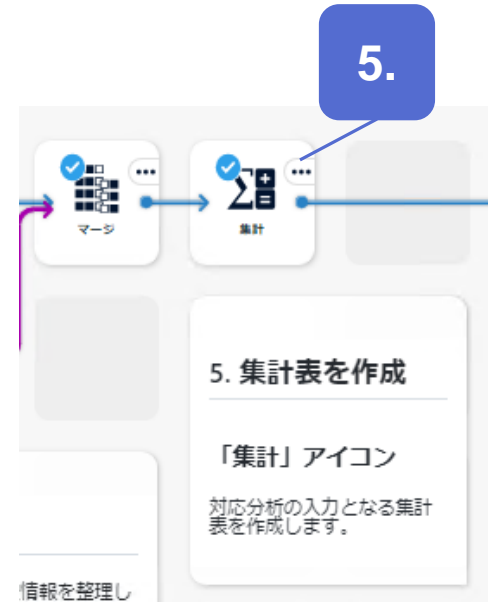 5.
マージ
集計
5. 集計表を作成
「集計」アイコン
対応分析の入力となる集計
表を作成します。
情報を整理し